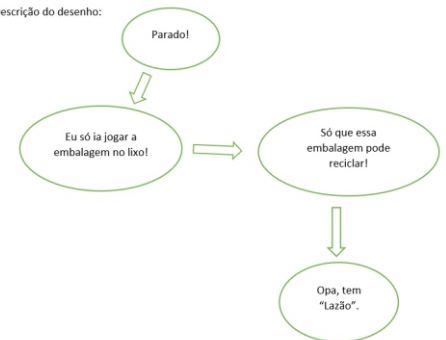 escrição do desenho:
Parado!
Eu só ia jogar a
embalagem no lixo!
Só que essa
embalagem pode
reciclar!
Opa, tem
“Lazão”.